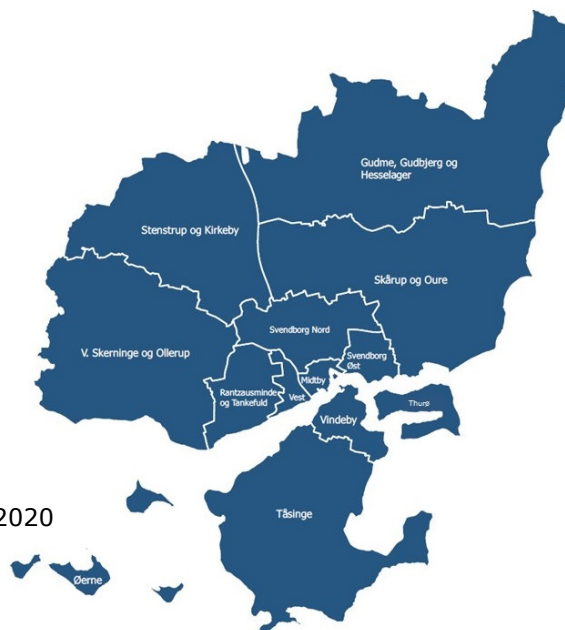 Gudme, Gudbjerg og
Hesselager
Stenstrup og Kirkeby
Skårup og Oure
Svendborg Nord
V. Skerninge og Ollerup
Svendborg
Øst
Midtby
Rantzausminde
og Tankefuld
Vest
Thurø
Vindeby
Tåsinge
2020
Øerne